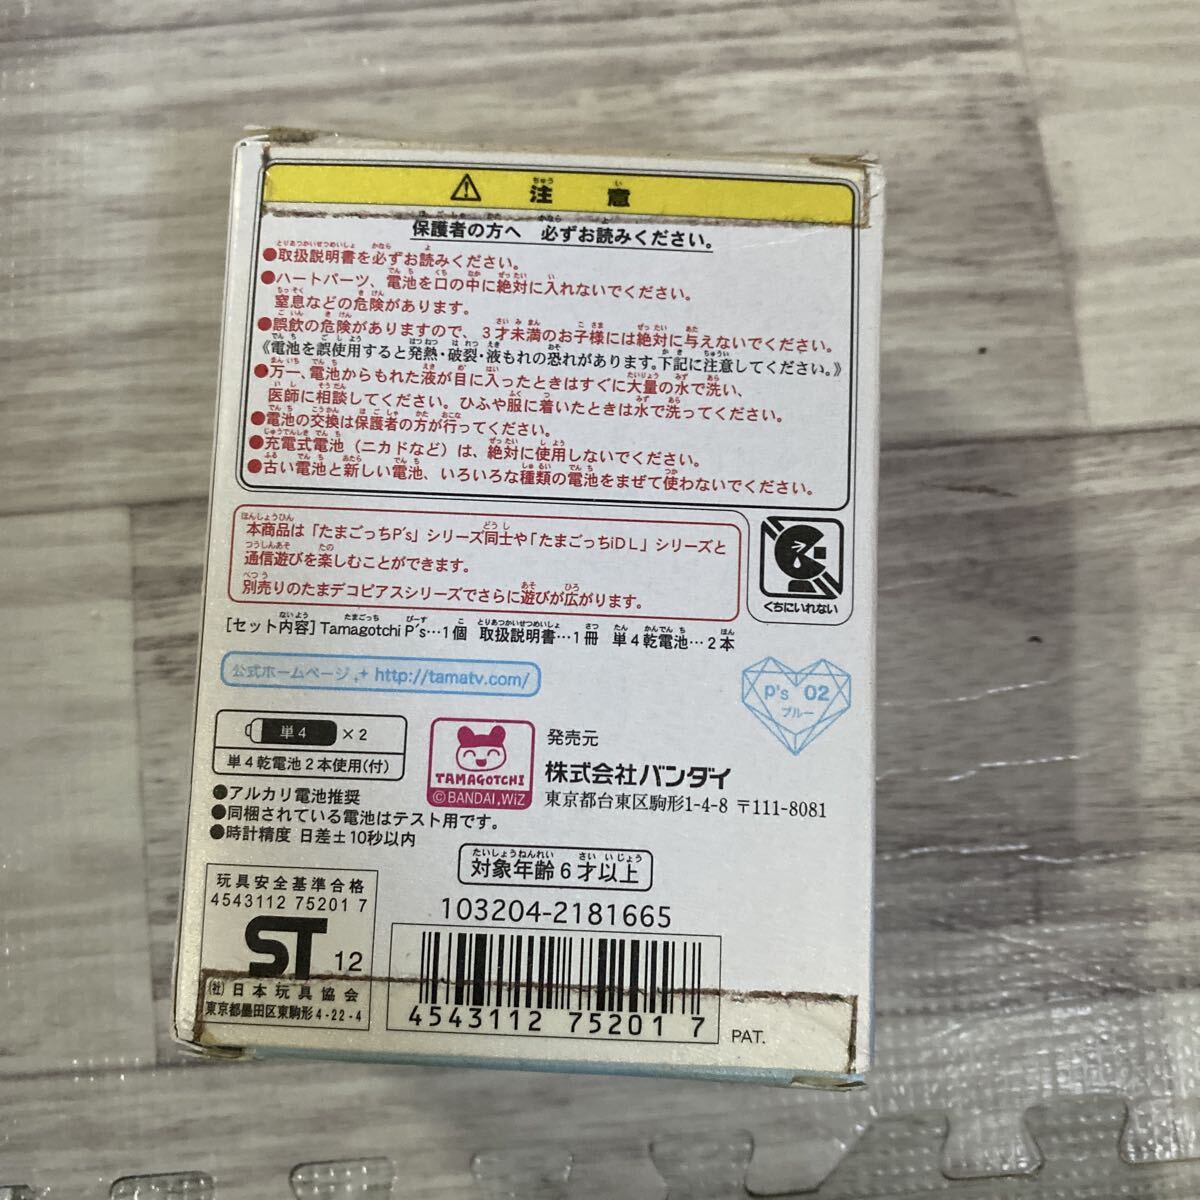 ⚠ 注意
保護者の方へ 必ずお読みください。
●取扱説明書を必ずお読みください。
●ハートパーツ、電池を口の中に絶対に入れないでください。
窒息などの危険があります。
●誤飲の危険がありますので、3才未満のお子様には絶対に与えないでください。
《電池を誤使用すると発熱・破裂・液もれの恐れがあります。下記に注意してください。》
●万一、電池からもれた液が目に入ったときはすぐに大量の水で洗い、
医師に相談してください。ひふや服に着いたときは水で洗ってください。
●電池の交換は保護者の方が行ってください。
●充電式電池(ニカドなど)は、絶対に使用しないでください。
●古い電池と新しい電池、いろいろな種類の電池をまぜて使わないでください。
本商品は「たまごっちP's」シリーズ同士や「たまごっちiDL」シリーズと
通信遊びを楽しむことができます。
別売りのたまデコピアスシリーズでさらに遊びが広がります。
くちにいれない
[セット内容] Tamagotchi P's…1個 取扱説明書…1冊 単4乾電池…2本
公式ホームページ http://tamatv.com/
P's 02
ブルー
単4 ×2
単4乾電池2本使用(付)
●アルカリ電池推奨
●同梱されている電池はテスト用です。
●時計精度 日差±10秒以内
TAMAGOTCHI
©BANDAI,WiZ
発売元
株式会社バンダイ
東京都台東区駒形1-4-8 〒111-8081
対象年齢6才以上
玩具安全基準合格
4543112 75201 7
ST 12
(社)日本玩具協会
東京都墨田区東駒形4-22-4
103204-2181665
4543112 752017
PAT.